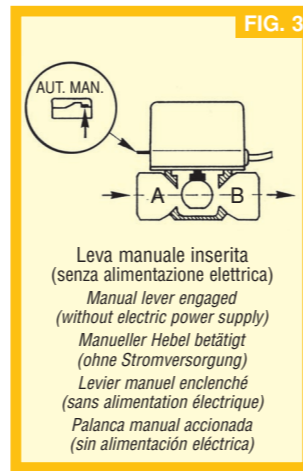 FIG. 3
AUT. MAN.
A B
Leva manuale inserita
(senza alimentazione elettrica)
Manual lever engaged
(without electric power supply)
Manueller Hebel betätigt
(ohne Stromversorgung)
Levier manuel enclenché
(sans alimentation électrique)
Palanca manual accionada
(sin alimentación eléctrica)